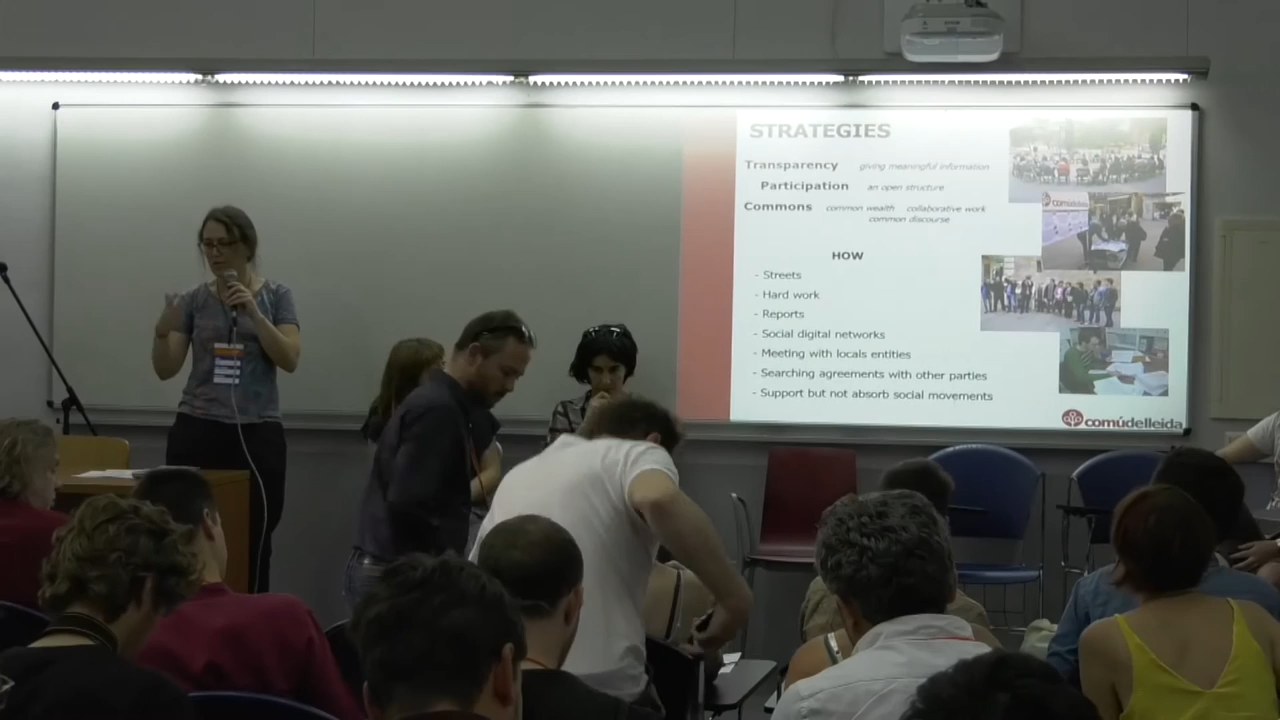 STRATEGIES
Transparency giving meaningful information
Participation an open structure
Commons common wealth collaborative work
common discourse
HOW
- Streets
- Hard work
- Reports
- Social digital networks
- Meeting with locals entities
- Searching agreements with other parties
- Support but not absorb social movements
comúdelleida
comúdelleida